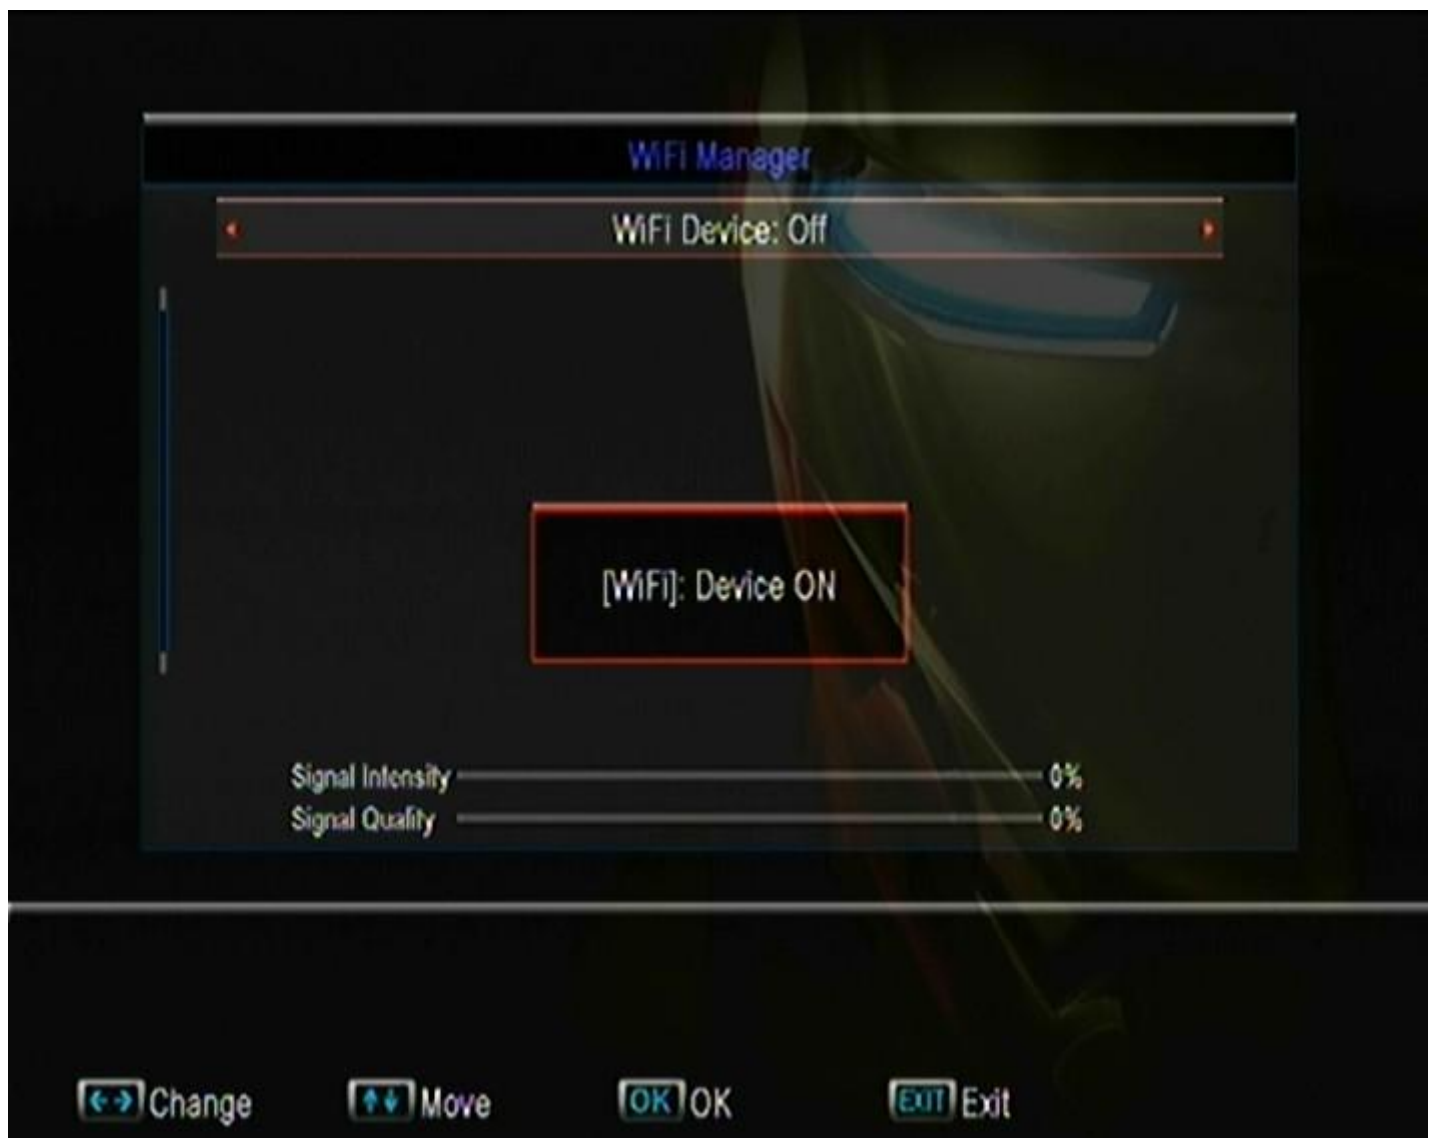 WiFi Manager
WiFi Device: Off
[WiFi]: Device ON
Signal Intensity 0%
Signal Quality 0%
Change Move OK OK EXIT Exit